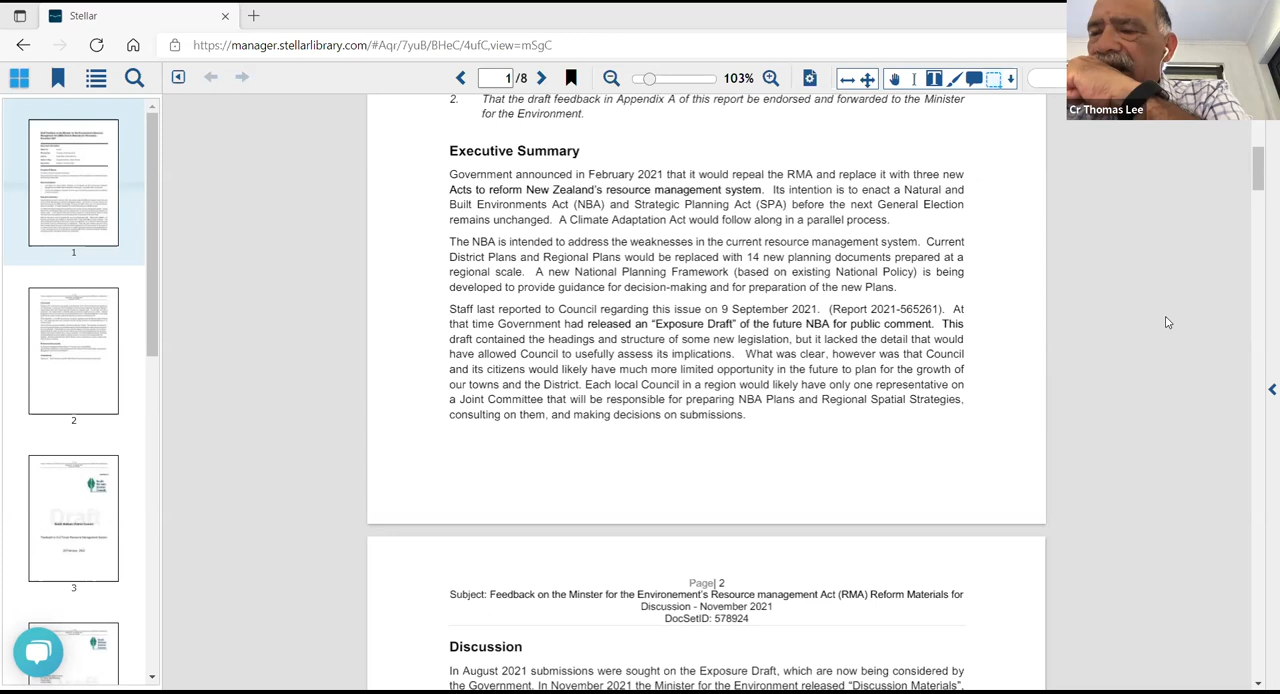 Stellar
https://manager.stellarlibrary.com/#Aqr/7yuB/BHeC/4ufC,view=mSgC
1 /8
103%
Cr Thomas Lee
2. That the draft feedback in Appendix A of this report be endorsed and forwarded to the Minister
for the Environment.
Executive Summary
Government announced in February 2021 that it would repeal the RMA and replace it with three new
Acts to reform New Zealand's resource management system. Its intention is to enact a Natural and
Built Environments Act (NBA) and Strategic Planning Act (SPA) before the next General Election
remains unchanged. A Climate Adaptation Act would follow along in a parallel process.
The NBA is intended to address the weaknesses in the current resource management system. Current
District Plans and Regional Plans would be replaced with 14 new planning documents prepared at a
regional scale. A new National Planning Framework (based on existing National Policy) is being
developed to provide guidance for decision-making and for preparation of the new Plans.
Staff last reported to Council regarding this issue on 9 September 2021. (Report 2021-565261). At
that time Government had released an “Exposure Draft” of the future NBA for public comment. This
draft contained the headings and structure of some new legislation, but it lacked the detail that would
have allowed Council to usefully assess its implications. What was clear, however was that Council
and its citizens would likely have much more limited opportunity in the future to plan for the growth of
our towns and the District. Each local Council in a region would likely have only one representative on
a Joint Committee that will be responsible for preparing NBA Plans and Regional Spatial Strategies,
consulting on them, and making decisions on submissions.
Page| 2
Subject: Feedback on the Minster for the Environement's Resource management Act (RMA) Reform Materials for
Discussion - November 2021
DocSetID: 578924
Discussion
In August 2021 submissions were sought on the Exposure Draft, which are now being considered by
the Government. In November 2021 the Minister for the Environment released “Discussion Materials”,
1
2
3
Draft